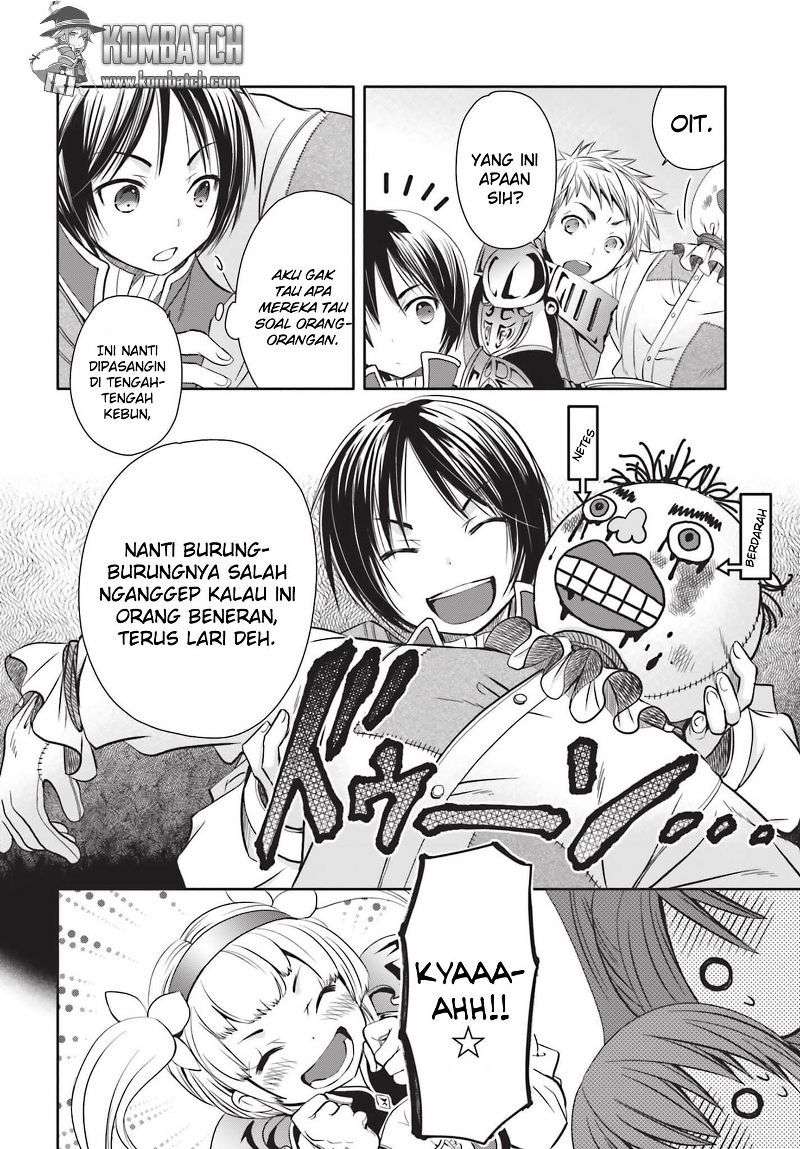 KOMBATCH
www.kombatch.com
OIT.
YANG INI
APAAN
SIH?
AKU GAK
TAU APA
MEREKA TAU
SOAL ORANG-
ORANGAN.
INI NANTI
DIPASANGIN
DI TENGAH-
TENGAH
KEBUN,
NETES
BERDARAH
NANTI BURUNG-
BURUNGNYA SALAH
NGANGGEP KALAU INI
ORANG BENERAN,
TERUS LARI DEH.
ドゥーン...
KYAAA-
AHH!!
☆